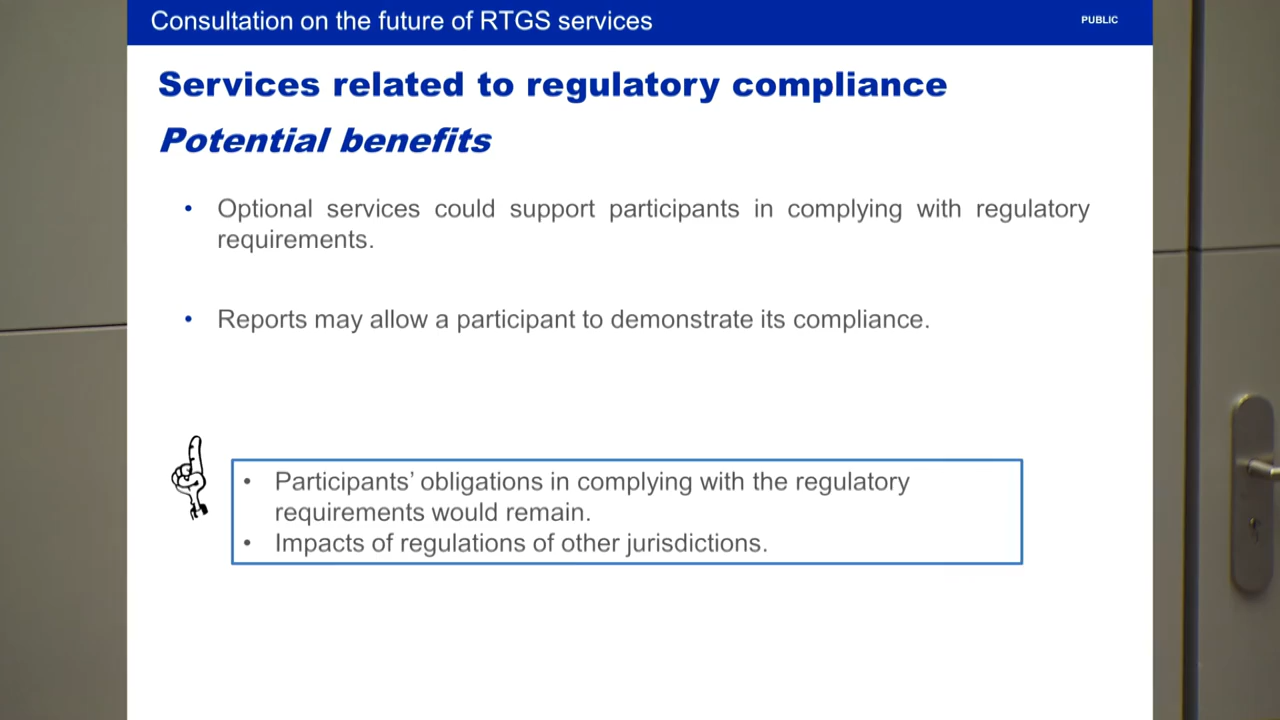 Consultation on the future of RTGS services
PUBLIC
Services related to regulatory compliance
Potential benefits
• Optional services could support participants in complying with regulatory
requirements.
• Reports may allow a participant to demonstrate its compliance.
• Participants’ obligations in complying with the regulatory
requirements would remain.
• Impacts of regulations of other jurisdictions.